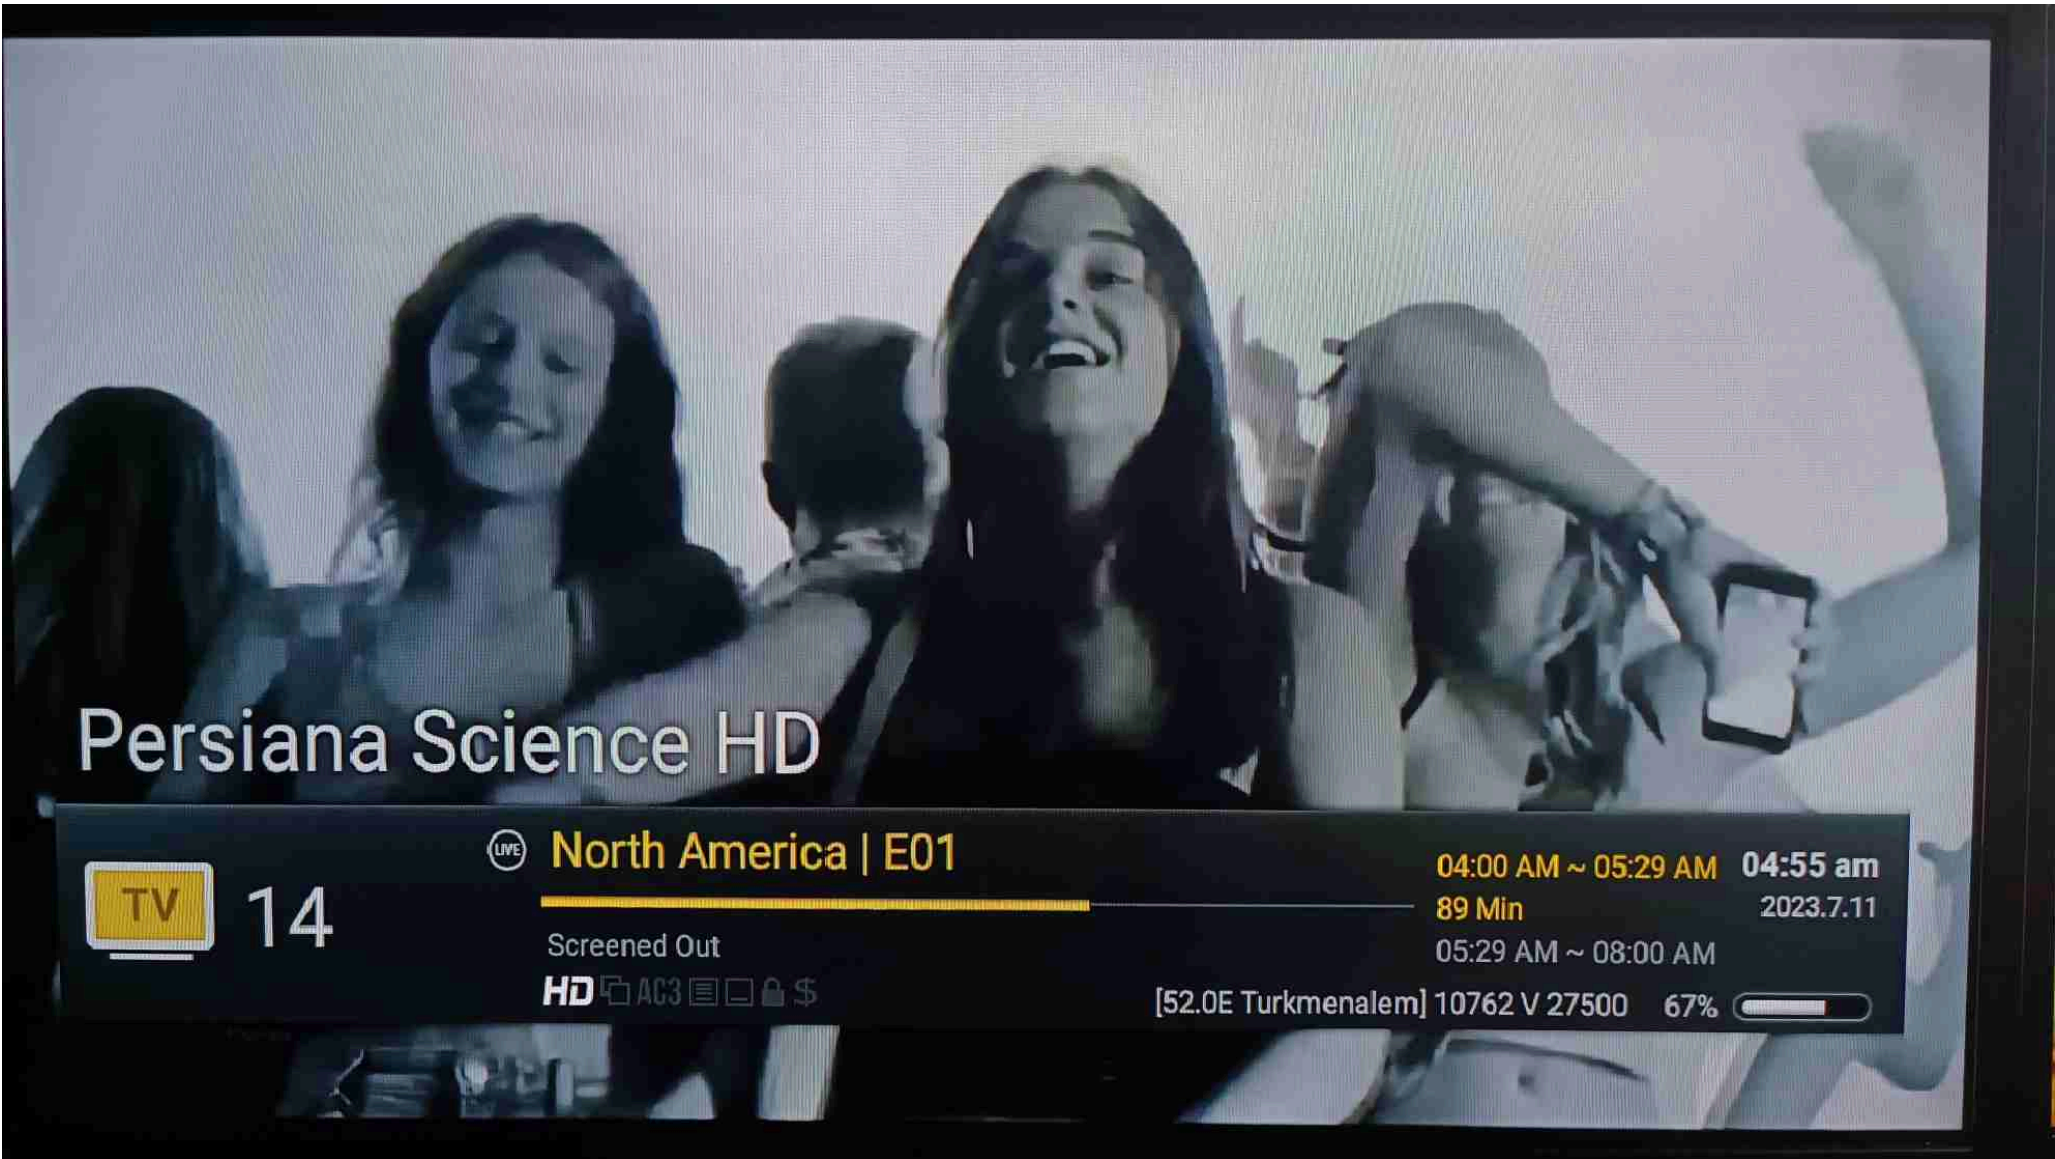 Persiana Science HD
TV
14
LIVE
North America | E01
04:00 AM ~ 05:29 AM
04:55 am
89 Min
2023.7.11
Screened Out
05:29 AM ~ 08:00 AM
HD AC3 $
[52.0E Turkmenalem] 10762 V 27500 67%